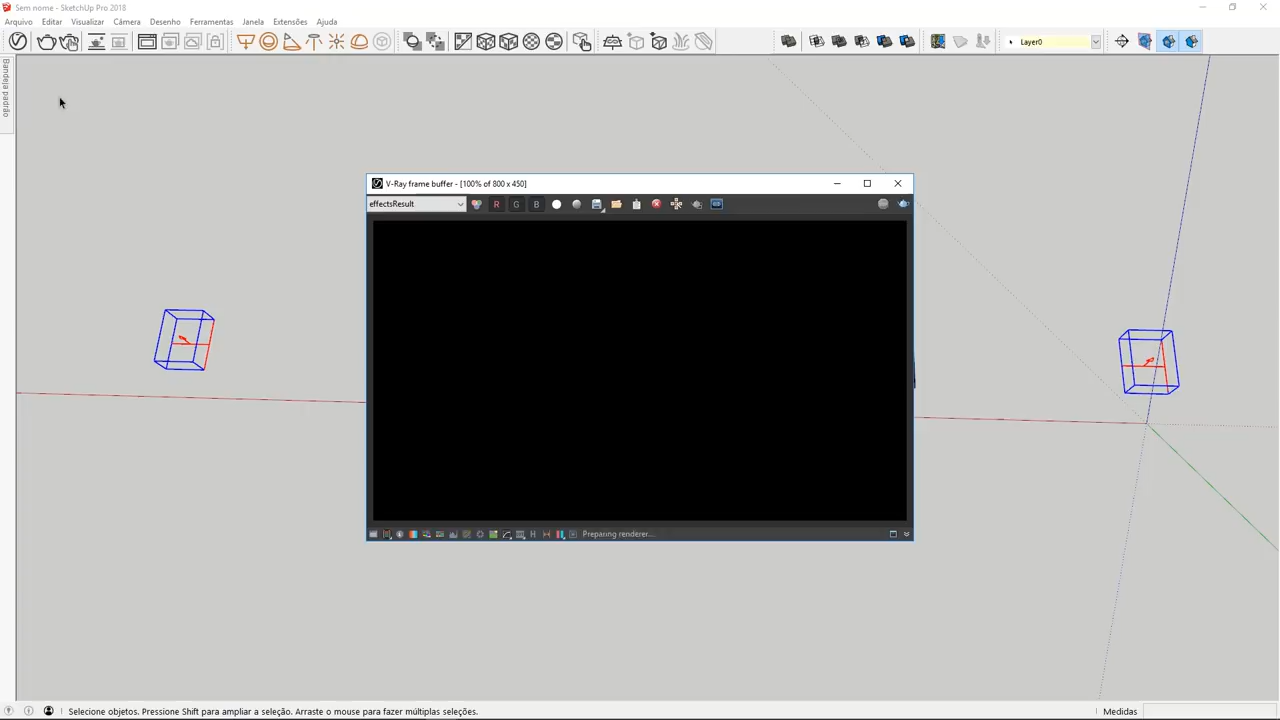 Sem nome - SketchUp Pro 2018
Arquivo Editar Visualizar Câmera Desenho Ferramentas Janela Extensões Ajuda
Layer0
Bandeja padrão
V-Ray frame buffer - [100% of 800 x 450]
effectsResult
R G B
H
Preparing renderer...
Selecione objetos. Pressione Shift para ampliar a seleção. Arraste o mouse para fazer múltiplas seleções.
Medidas